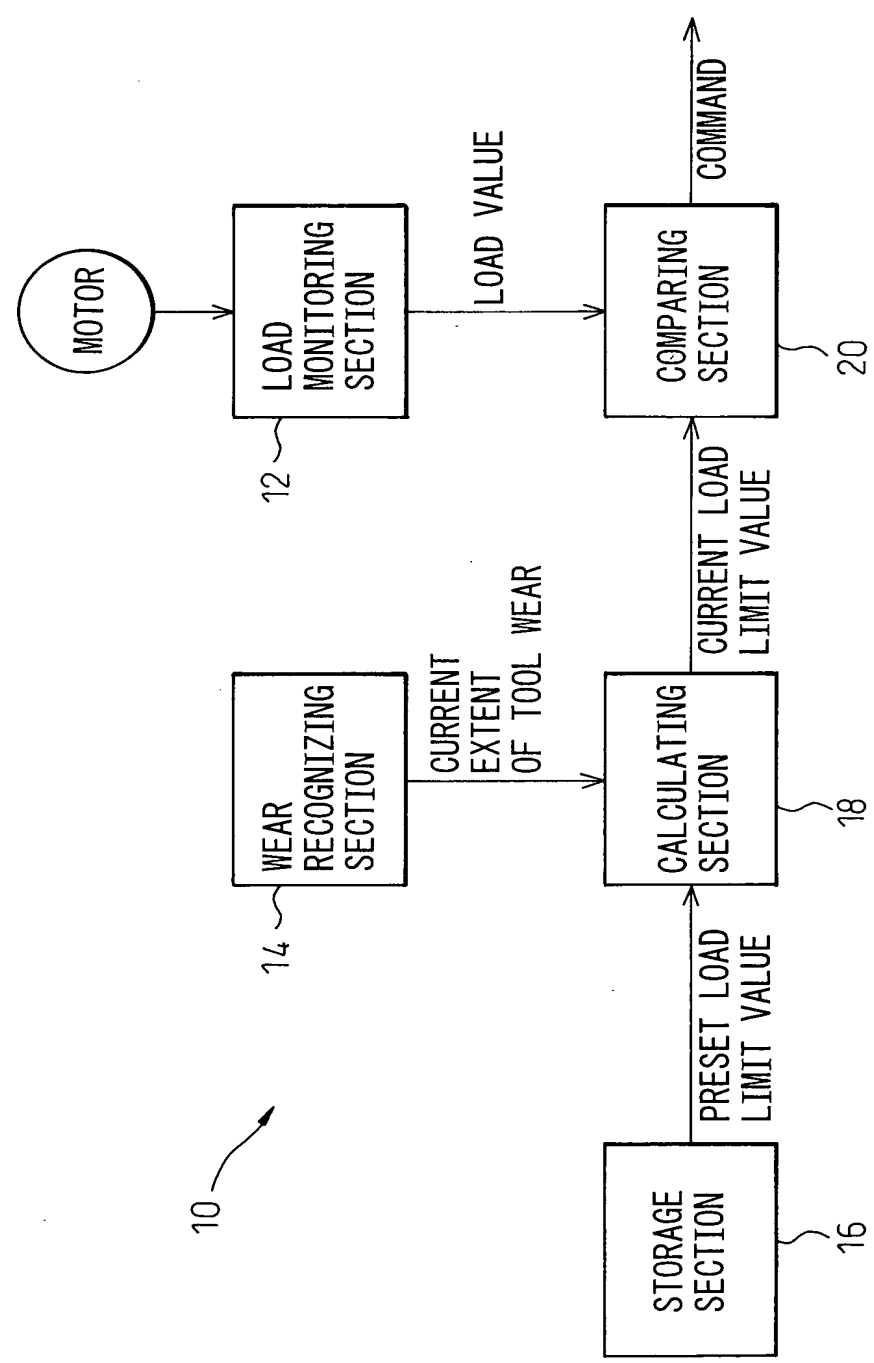 10
MOTOR
LOAD
MONITORING
SECTION
12
LOAD VALUE
WEAR
RECOGNIZING
SECTION
14
CURRENT
EXTENT
OF TOOL WEAR
STORAGE
SECTION
16
PRESET LOAD
LIMIT VALUE
CALCULATING
SECTION
18
CURRENT LOAD
LIMIT VALUE
COMPARING
SECTION
20
COMMAND